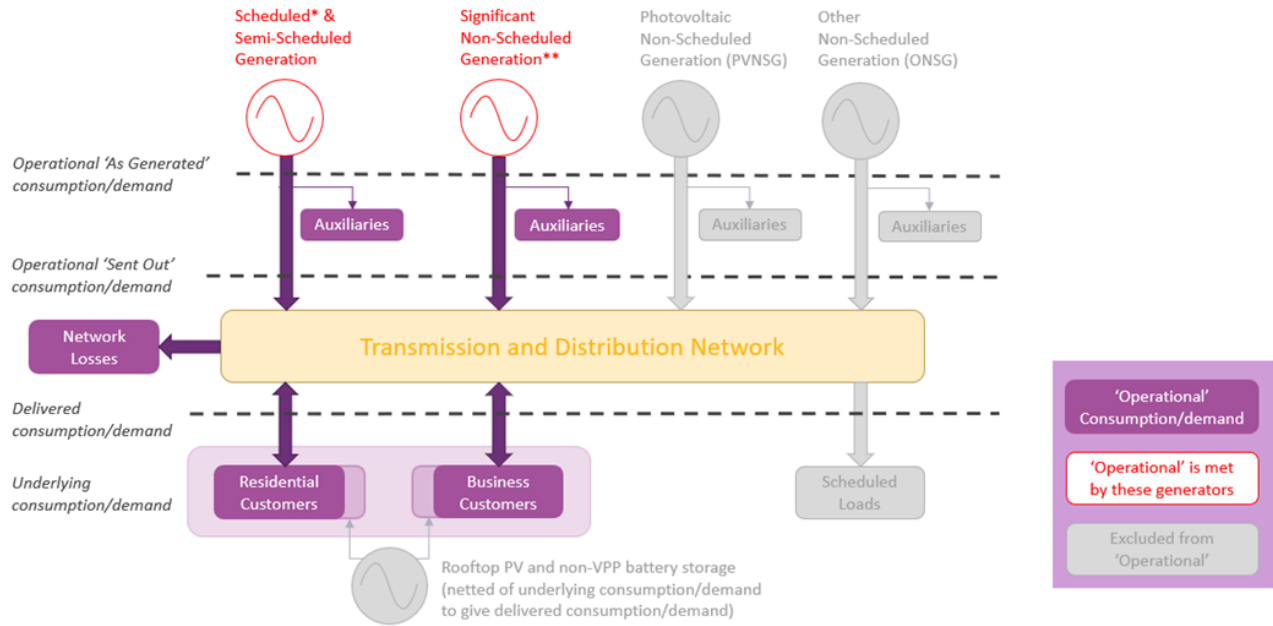 Scheduled* &
Semi-Scheduled
Generation
Significant
Non-Scheduled
Generation**
Photovoltaic
Non-Scheduled
Generation (PVNSG)
Other
Non-Scheduled
Generation (ONSG)
Operational ‘As Generated’
consumption/demand
Auxiliaries
Auxiliaries
Auxiliaries
Auxiliaries
Operational ‘Sent Out’
consumption/demand
Network
Losses
Transmission and Distribution Network
Delivered
consumption/demand
Underlying
consumption/demand
Residential
Customers
Business
Customers
Scheduled
Loads
Rooftop PV and non-VPP battery storage
(netted of underlying consumption/demand
to give delivered consumption/demand)
‘Operational’
Consumption/demand
‘Operational’ is met
by these generators
Excluded from
‘Operational’